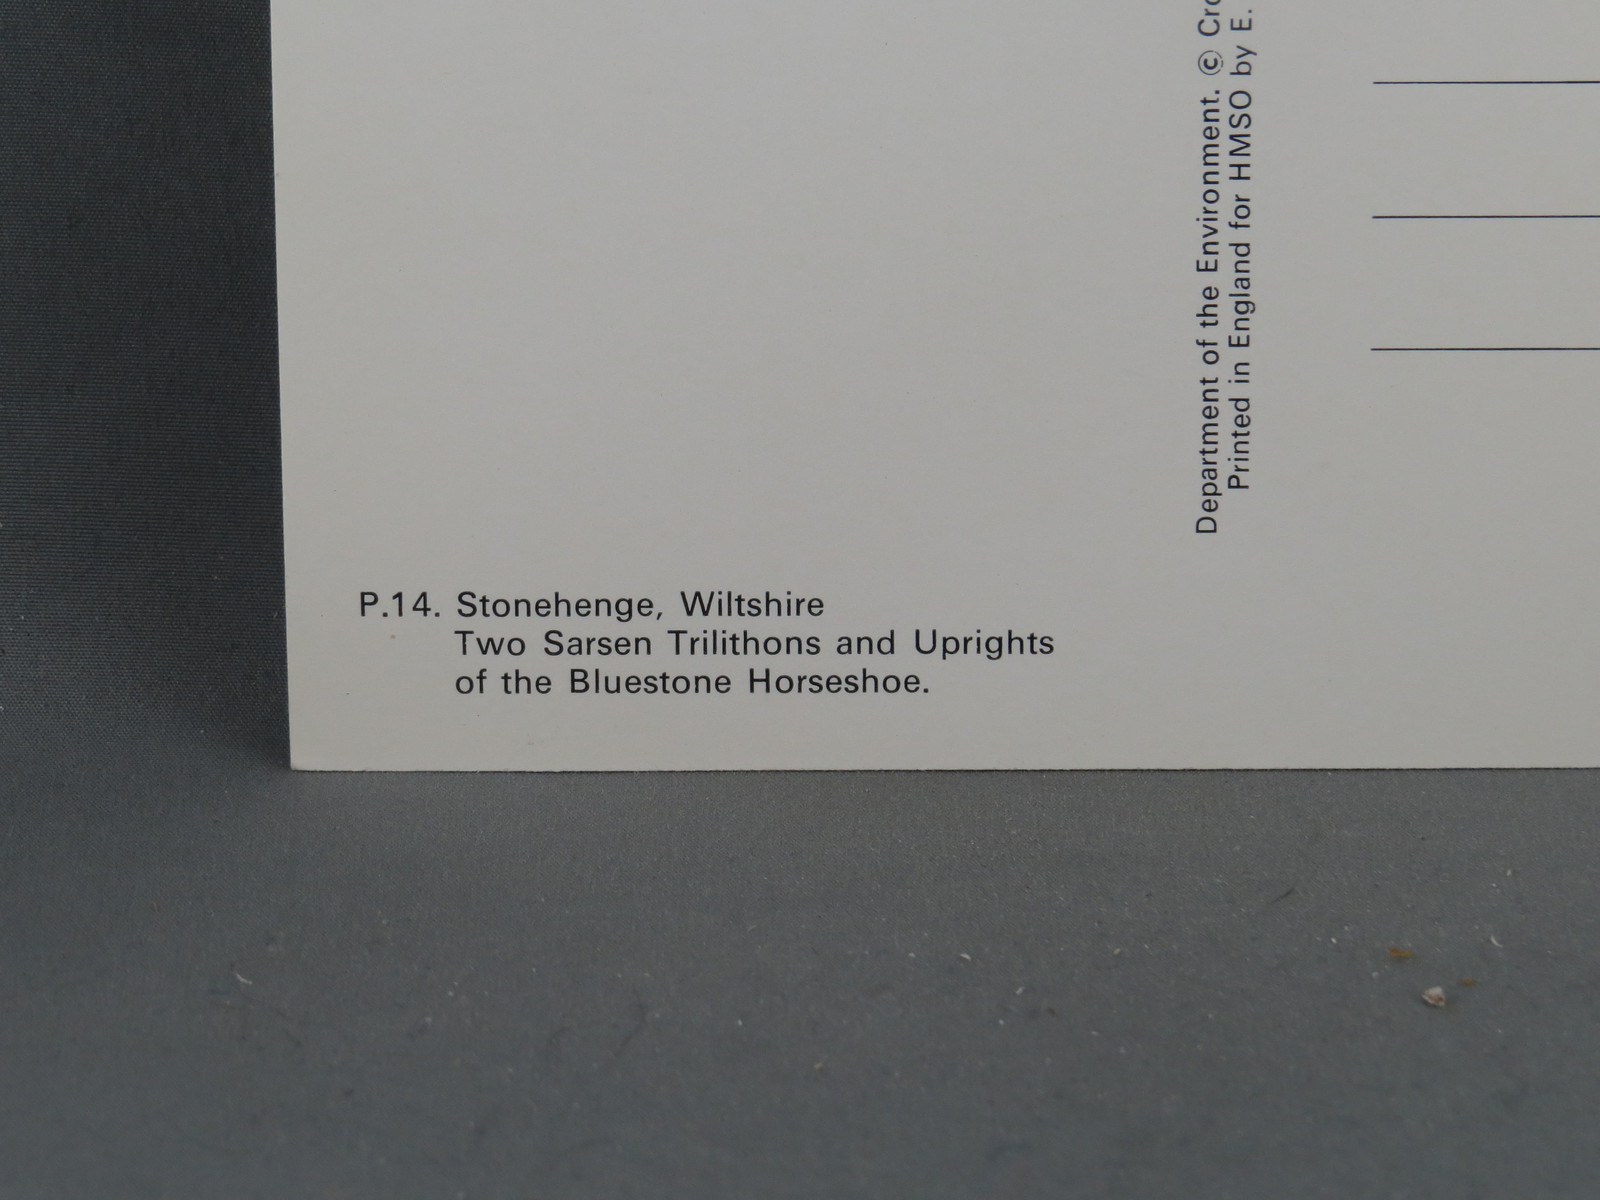 P.14. Stonehenge, Wiltshire
Two Sarsen Trilithons and Uprights
of the Bluestone Horseshoe.
Department of the Environment. ©
Printed in England for HMSO by E.